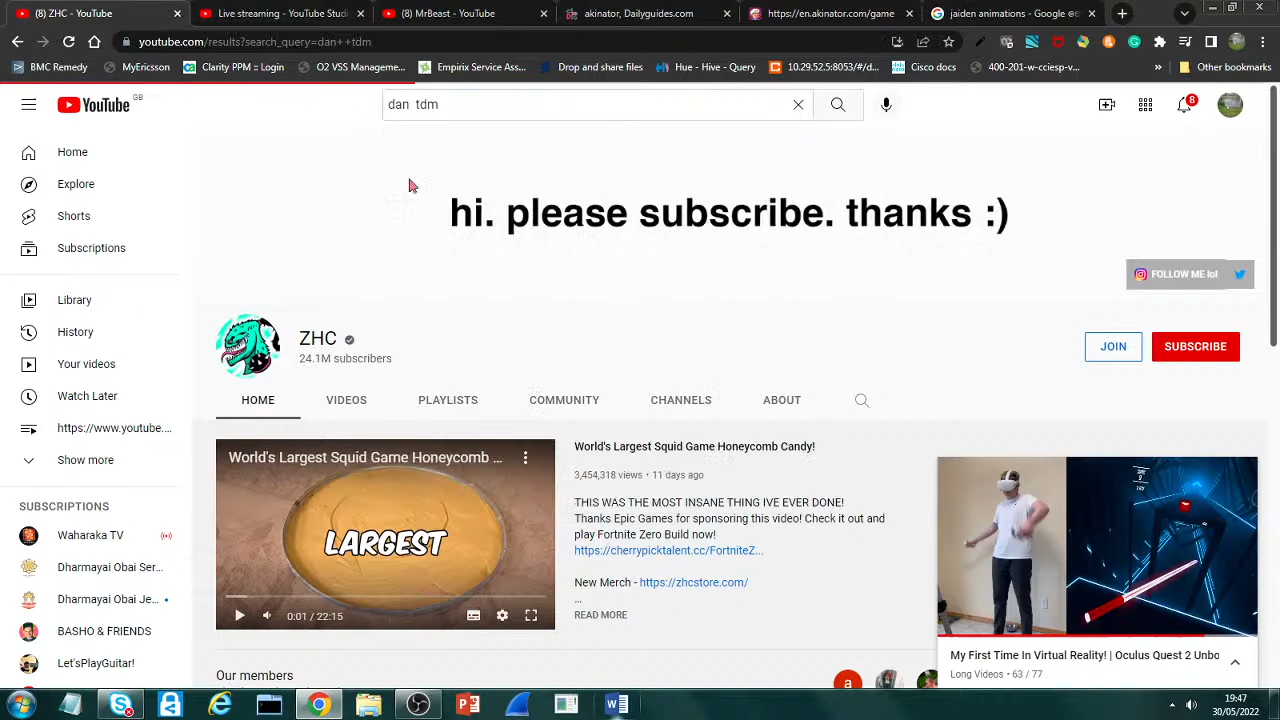 (8) ZHC - YouTube
Live streaming - YouTube Studio
(8) MrBeast - YouTube
akinator, Dailyguides.com
https://en.akinator.com/game
jaiden animations - Google
youtube.com/results?search_query=dan++tdm
BMC Remedy
MyEricsson
Clarity PPM :: Login
O2 VSS Manageme...
Empirix Service Ass...
Drop and share files
Hue - Hive - Query
10.29.52.5:8083/#/d...
Cisco docs
400-201-w-cciesp-v...
»
Other bookmarks
YouTube GB
dan  tdm
8
Home
Explore
Shorts
Subscriptions
Library
History
Your videos
Watch Later
https://www.youtube....
Show more
SUBSCRIPTIONS
Waharaka TV
Dharmayai Obai Ser...
Dharmayai Obai Je...
BASHO & FRIENDS
Let'sPlayGuitar!
hi. please subscribe. thanks :)
FOLLOW ME lol
ZHC
24.1M subscribers
JOIN
SUBSCRIBE
HOME
VIDEOS
PLAYLISTS
COMMUNITY
CHANNELS
ABOUT
World's Largest Squid Game Honeycomb ...
LARGEST
0:01 / 22:15
World's Largest Squid Game Honeycomb Candy!
3,454,318 views • 11 days ago
THIS WAS THE MOST INSANE THING IVE EVER DONE!
Thanks Epic Games for sponsoring this video! Check it out and
play Fortnite Zero Build now!
https://cherrypicktalent.cc/FortniteZ...
New Merch - https://zhcstore.com/
...
READ MORE
My First Time In Virtual Reality! | Oculus Quest 2 Unbo
Long Videos • 63 / 77
Our members
a
19:47
30/05/2022